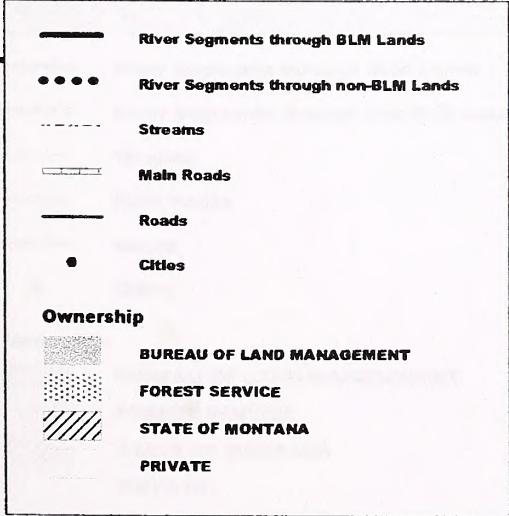 River Segments through BLM Lands
River Segments through non-BLM Lands
Streams
Main Roads
Roads
Cities
Ownership
BUREAU OF LAND MANAGEMENT
FOREST SERVICE
STATE OF MONTANA
PRIVATE